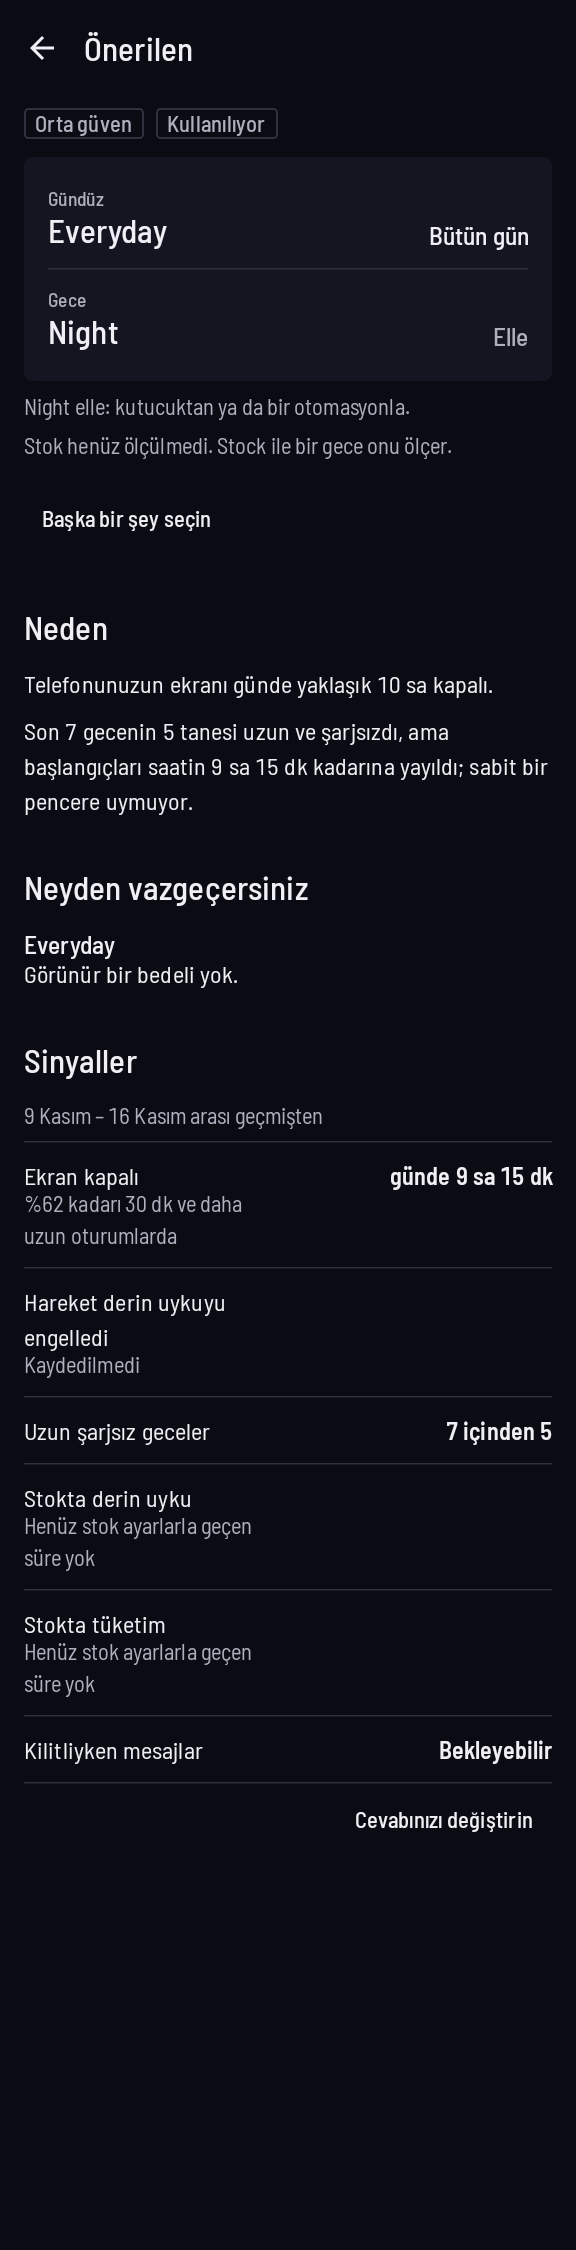 Önerilen
Orta güven
Kullanılıyor
Gündüz
Everyday
Bütün gün
Gece
Night
Elle
Night elle: kutucuktan ya da bir otomasyonla.
Stok henüz ölçülmedi. Stock ile bir gece onu ölçer.
Başka bir şey seçin
Neden
Telefonunuzun ekranı günde yaklaşık 10 sa kapalı.
Son 7 gecenin 5 tanesi uzun ve şarjsızdı, ama
başlangıçları saatin 9 sa 15 dk kadarına yayıldı; sabit bir
pencere uymuyor.
Neyden vazgeçersiniz
Everyday
Görünür bir bedeli yok.
Sinyaller
9 Kasım – 16 Kasım arası geçmişten
Ekran kapalı
günde 9 sa 15 dk
%62 kadarı 30 dk ve daha
uzun oturumlarda
Hareket derin uykuyu
engelledi
Kaydedilmedi
Uzun şarjsız geceler
7 içinden 5
Stokta derin uyku
Henüz stok ayarlarla geçen
süre yok
Stokta tüketim
Henüz stok ayarlarla geçen
süre yok
Kilitliyken mesajlar
Bekleyebilir
Cevabınızı değiştirin